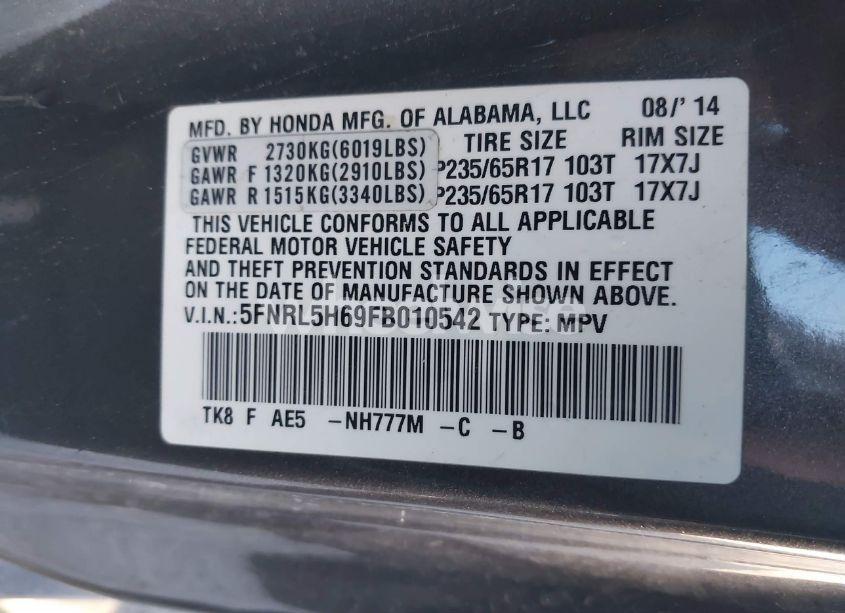 MFD. BY HONDA MFG. OF ALABAMA, LLC 08/' 14
TIRE SIZE RIM SIZE
GVWR 2730KG(6019LBS)
GAWR F 1320KG(2910LBS) P235/65R17 103T 17X7J
GAWR R 1515KG(3340LBS) P235/65R17 103T 17X7J
THIS VEHICLE CONFORMS TO ALL APPLICABLE
FEDERAL MOTOR VEHICLE SAFETY
AND THEFT PREVENTION STANDARDS IN EFFECT
ON THE DATE OF MANUFACTURE SHOWN ABOVE.
V.I.N.:5FNRL5H69FB010542 TYPE: MPV
TK8 F AE5 -NH777M -C -B